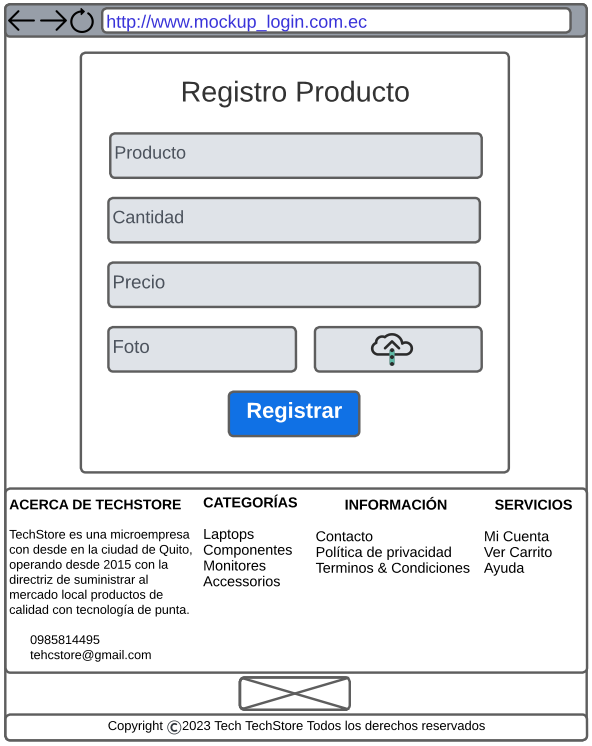 http://www.mockup_login.com.ec
Registro Producto
Producto
Cantidad
Precio
Foto
Registrar
ACERCA DE TECHSTORE
TechStore es una microempresa
con desde en la ciudad de Quito,
operando desde 2015 con la
directriz de suministrar al
mercado local productos de
calidad con tecnología de punta.
0985814495
tehcstore@gmail.com
CATEGORÍAS
Laptops
Componentes
Monitores
Accessorios
INFORMACIÓN
Contacto
Política de privacidad
Terminos & Condiciones
SERVICIOS
Mi Cuenta
Ver Carrito
Ayuda
Copyright ©2023 Tech TechStore Todos los derechos reservados